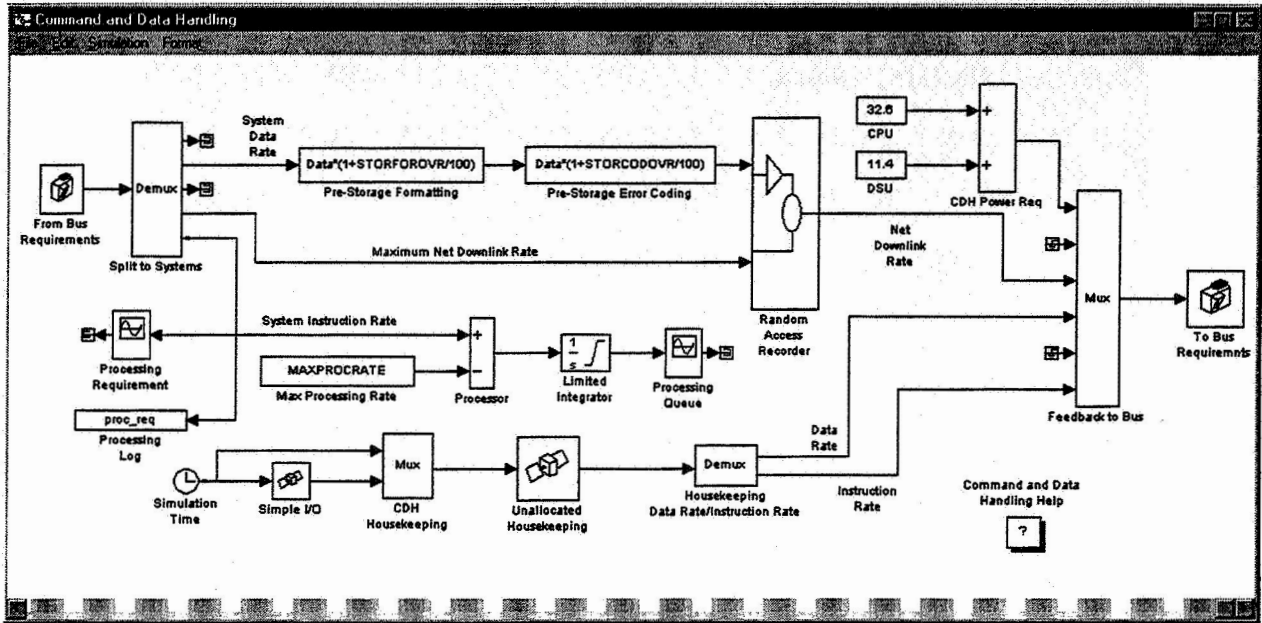 Command and Data Handling
File Edit Simulation Format
System
Data
Rate
32.6
CPU
11.4
DSU
CDH Power Req
From Bus
Requirements
Demux
Split to Systems
Data*(1+STORFOROVR/100)
Pre-Storage Formatting
Data*(1+STORCODOVR/100)
Pre-Storage Error Coding
Maximum Net Downlink Rate
Random
Access
Recorder
Net
Downlink
Rate
Mux
Feedback to Bus
To Bus
Requiremnts
Processing
Requirement
System Instruction Rate
MAXPROCRATE
Max Processing Rate
+
−
Processor
1
s
Limited
Integrator
Processing
Queue
proc_req
Processing
Log
Simulation
Time
Simple I/O
Mux
CDH
Housekeeping
Unallocated
Housekeeping
Demux
Housekeeping
Data Rate/Instruction Rate
Data
Rate
Instruction
Rate
Command and Data
Handling Help
?